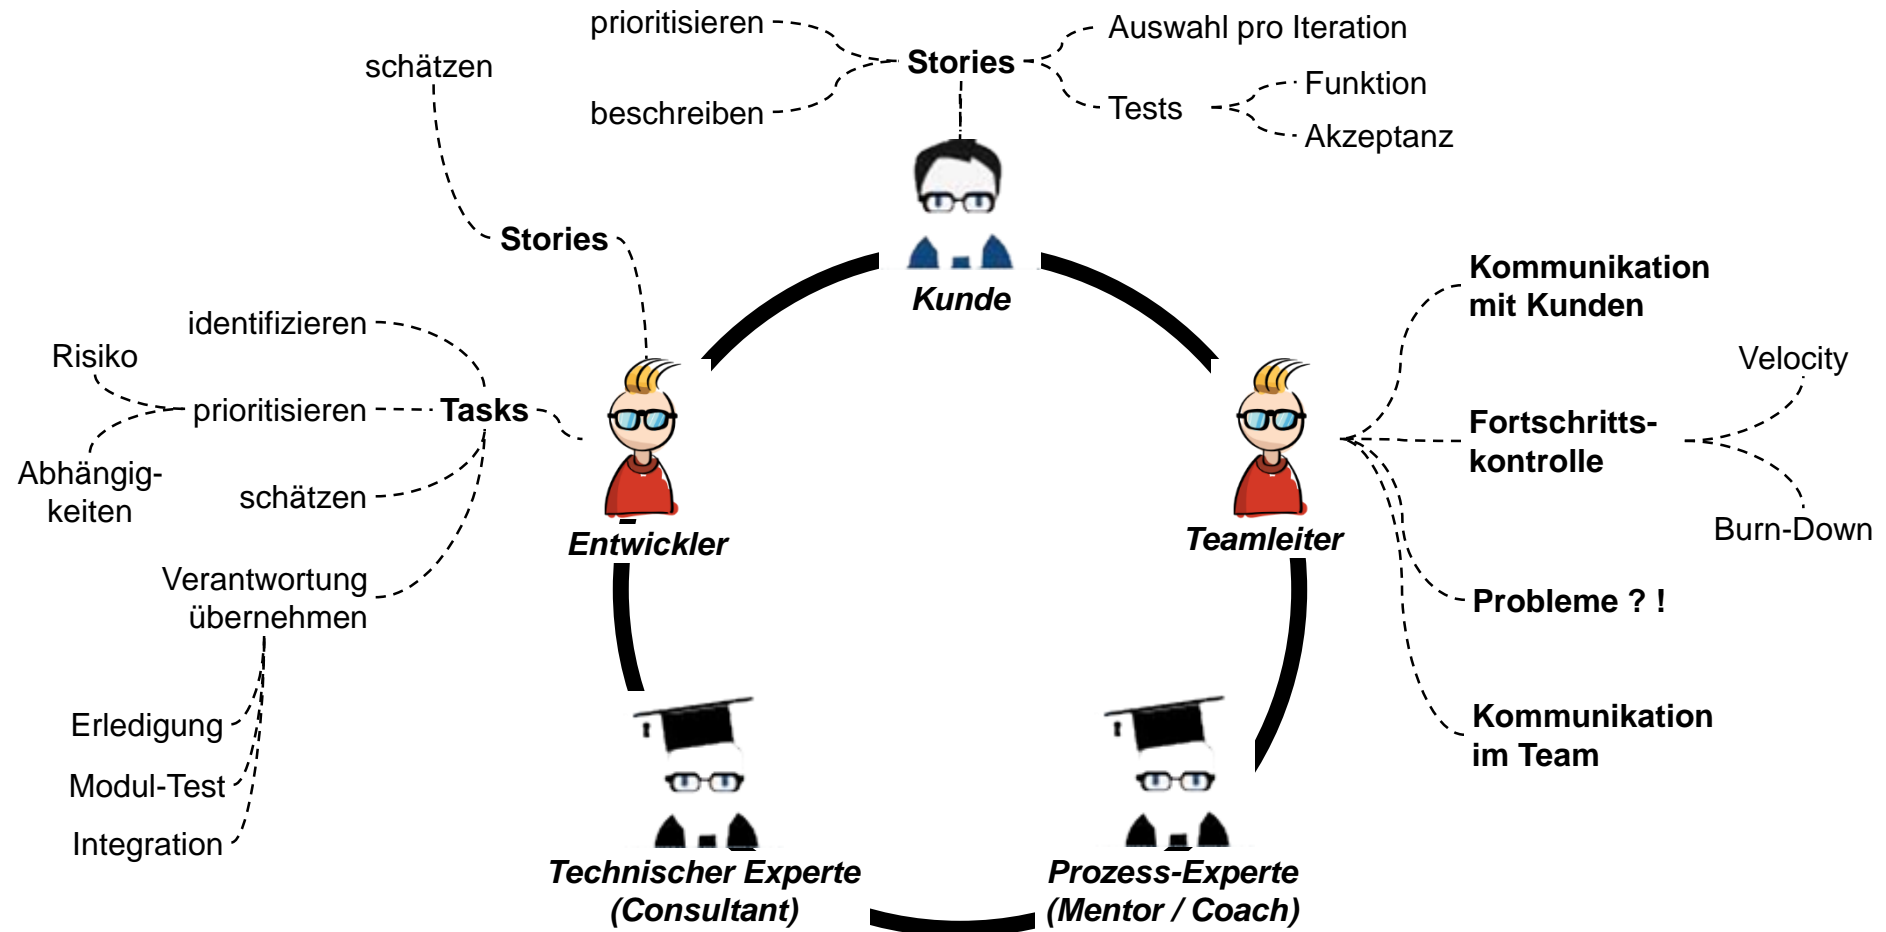 prioritisieren
beschreiben
Stories
Auswahl pro Iteration
Tests
Funktion
Akzeptanz
Kunde
schätzen
Stories
identifizieren
Risiko
prioritisieren
Tasks
Abhängig-
keiten
schätzen
Verantwortung
übernehmen
Erledigung
Modul-Test
Integration
Entwickler
Kommunikation
mit Kunden
Velocity
Fortschritts-
kontrolle
Burn-Down
Probleme ? !
Kommunikation
im Team
Teamleiter
Technischer Experte
(Consultant)
Prozess-Experte
(Mentor / Coach)